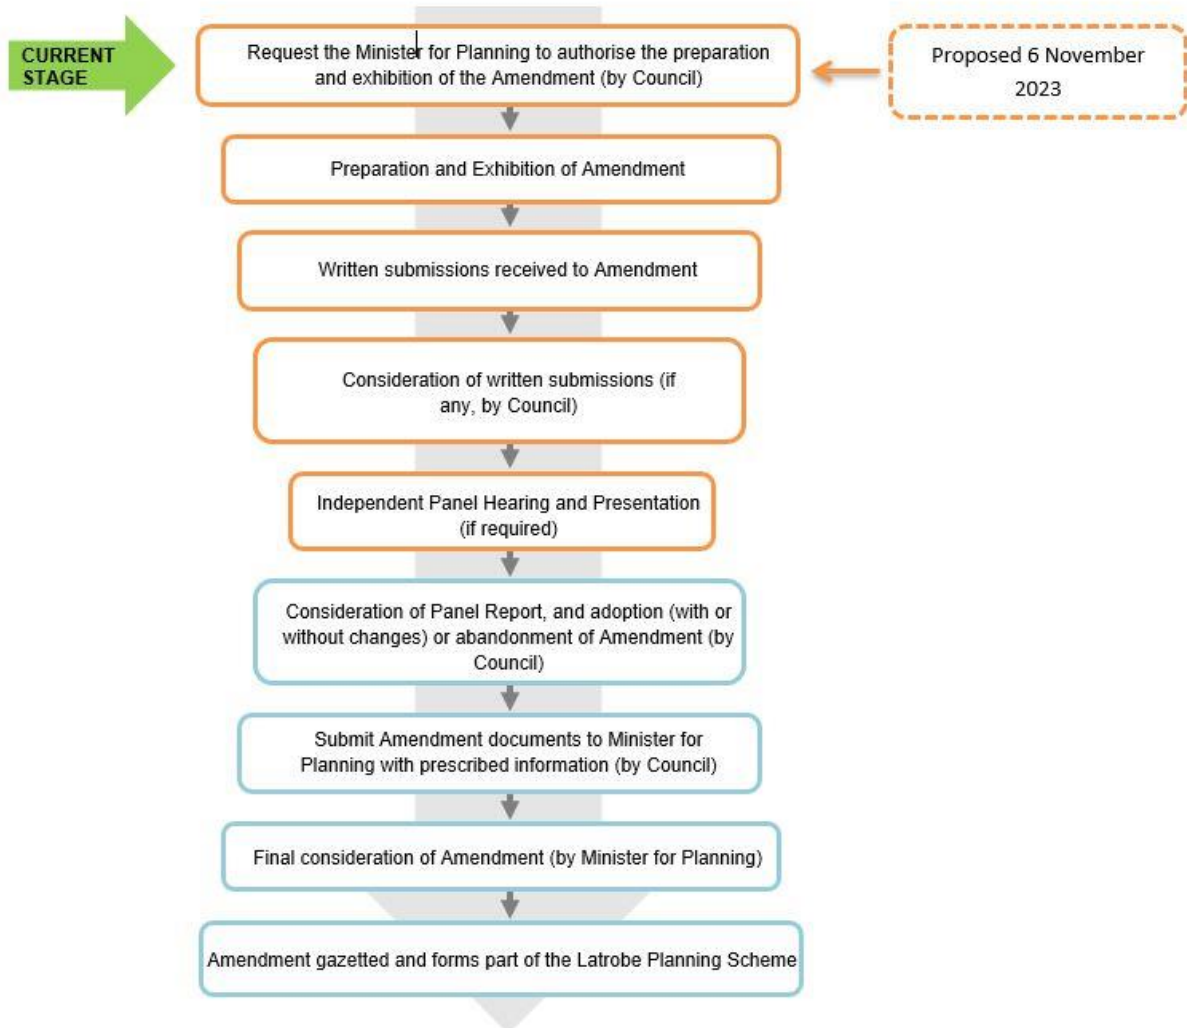 CURRENT
STAGE
Request the Minister for Planning to authorise the preparation
and exhibition of the Amendment (by Council)
Proposed 6 November
2023
Preparation and Exhibition of Amendment
Written submissions received to Amendment
Consideration of written submissions (if
any, by Council)
Independent Panel Hearing and Presentation
(if required)
Consideration of Panel Report, and adoption (with or
without changes) or abandonment of Amendment (by
Council)
Submit Amendment documents to Minister for
Planning with prescribed information (by Council)
Final consideration of Amendment (by Minister for Planning)
Amendment gazetted and forms part of the Latrobe Planning Scheme